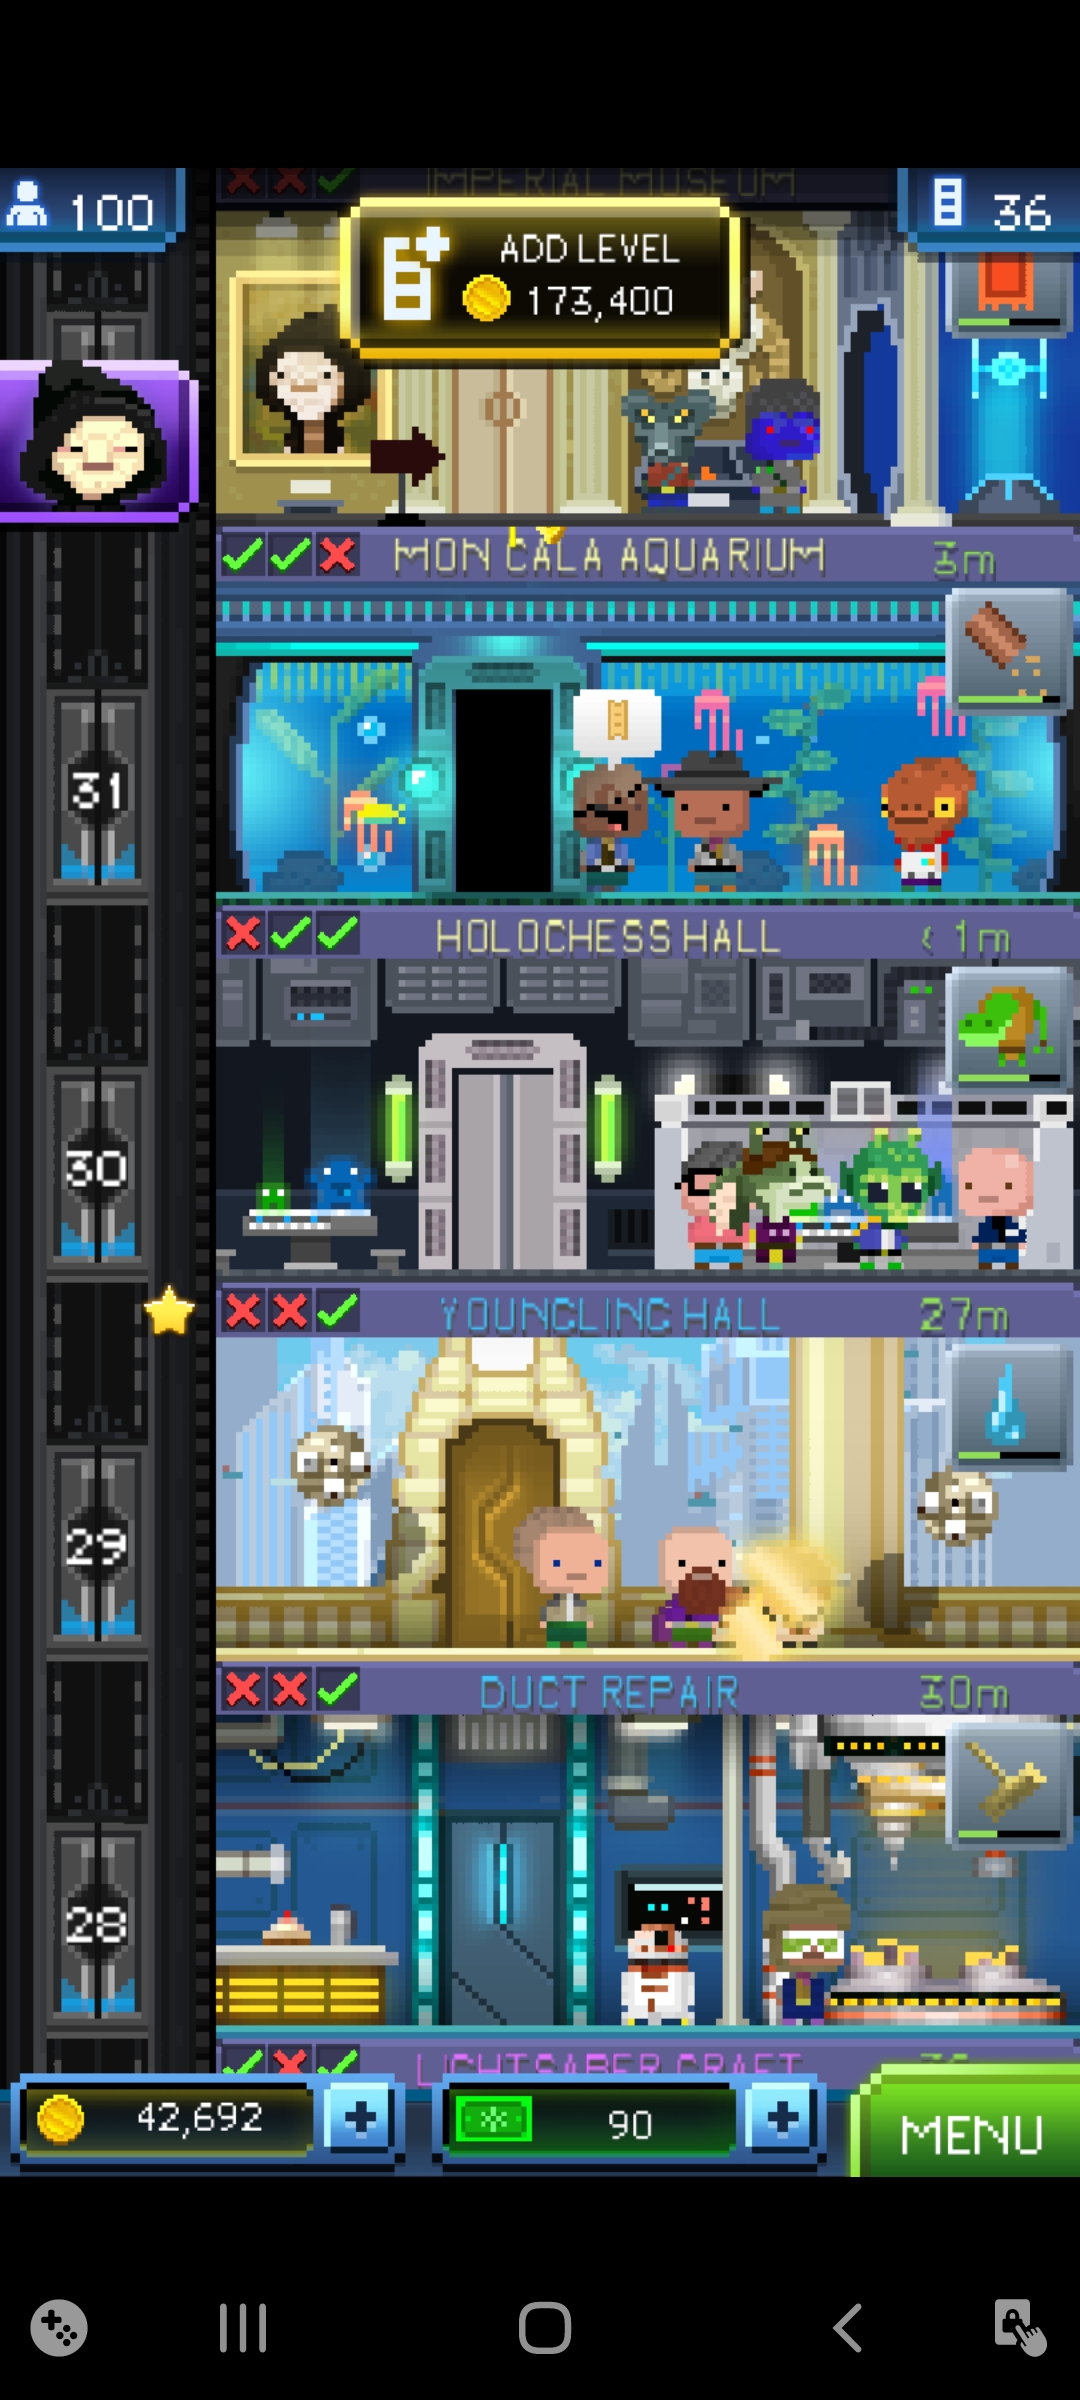 IMPERIAL MUSEUM
100
36
ADD LEVEL
173,400
MON CALA AQUARIUM 3m
31
HOLOCHESS HALL < 1m
30
YOUNGLING HALL 27m
29
DUCT REPAIR 30m
28
LIGHTSABER CRAFT
42,692
90
MENU